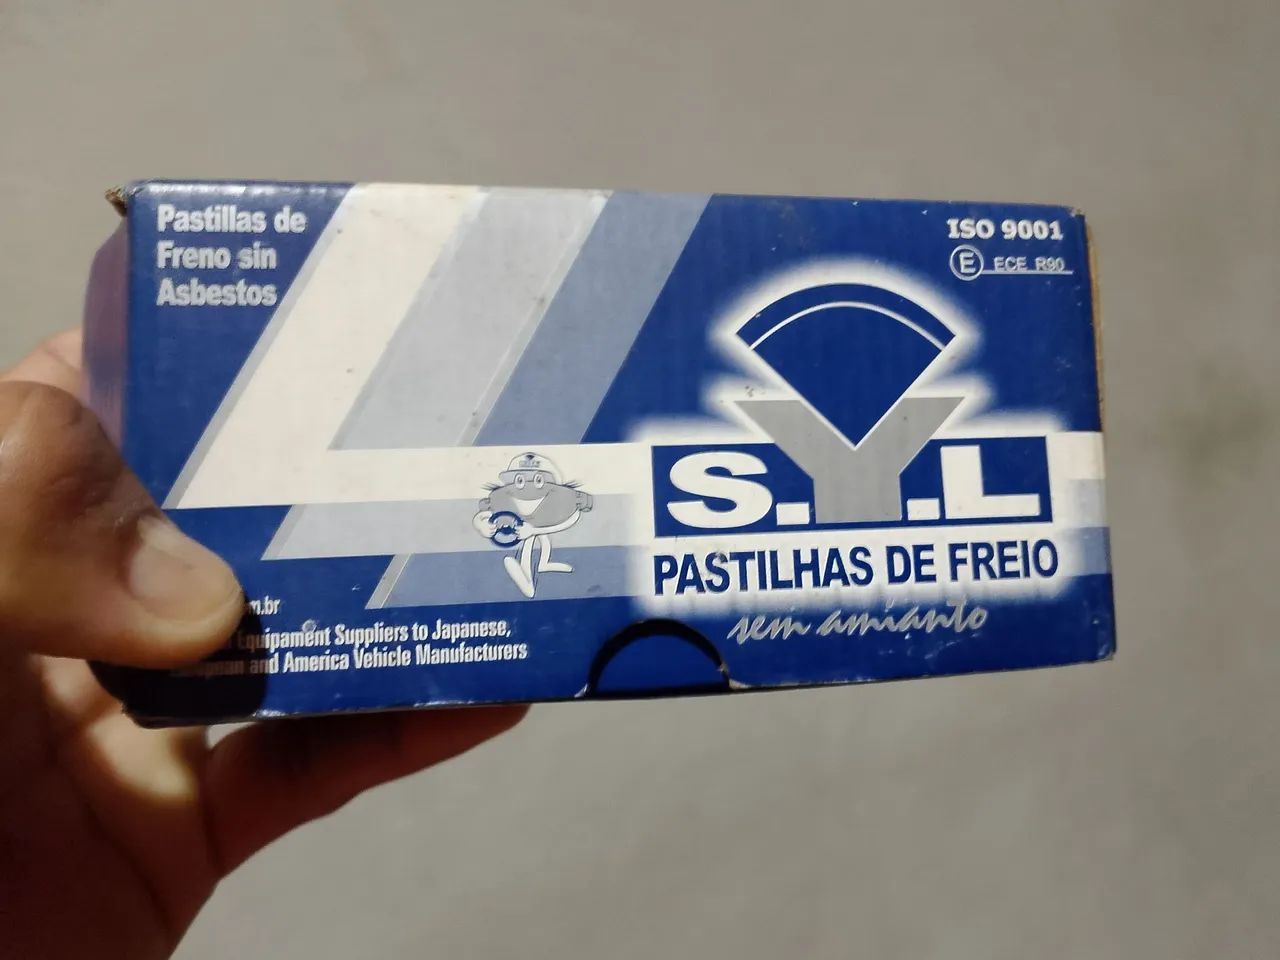 Pastillas de
Freno sin
Asbestos
ISO 9001
E ECE R90
S.Y.L
PASTILHAS DE FREIO
sem amianto
m.br
Equipament Suppliers to Japanese,
and America Vehicle Manufacturers